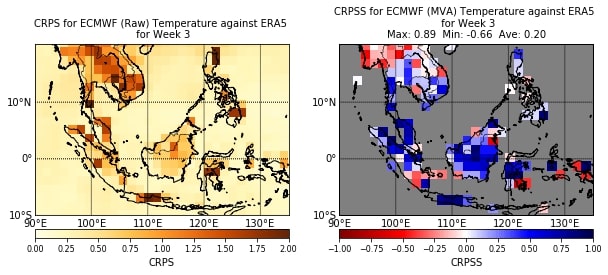 CRPS for ECMWF (Raw) Temperature against ERA5
for Week 3
10°N
0°
10°S
90°E 100°E 110°E 120°E 130°E
0.00 0.25 0.50 0.75 1.00 1.25 1.50 1.75 2.00
CRPS
CRPSS for ECMWF (MVA) Temperature against ERA5
for Week 3
Max: 0.89 Min: -0.66 Ave: 0.20
10°N
0°
10°S
90°E 100°E 110°E 120°E 130°E
−1.00 −0.75 −0.50 −0.25 0.00 0.25 0.50 0.75 1.00
CRPSS